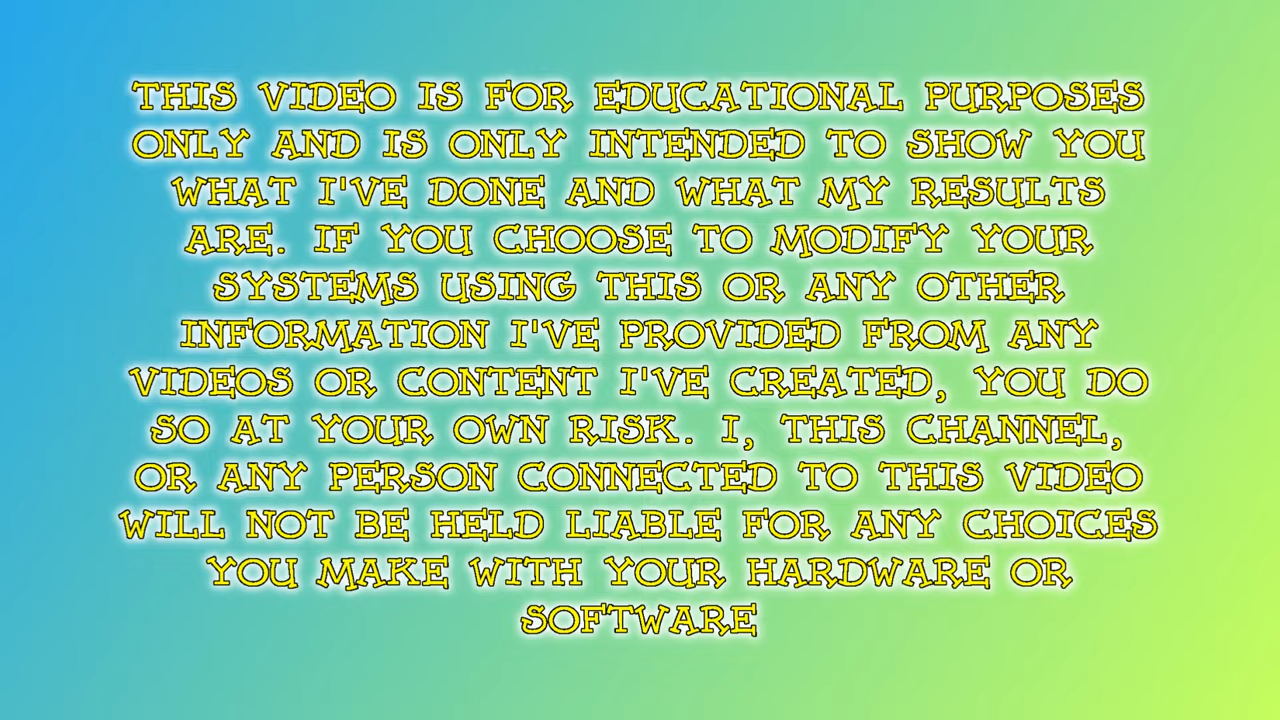 THIS VIDEO IS FOR EDUCATIONAL PURPOSES
ONLY AND IS ONLY INTENDED TO SHOW YOU
WHAT I'VE DONE AND WHAT MY RESULTS
ARE. IF YOU CHOOSE TO MODIFY YOUR
SYSTEMS USING THIS OR ANY OTHER
INFORMATION I'VE PROVIDED FROM ANY
VIDEOS OR CONTENT I'VE CREATED, YOU DO
SO AT YOUR OWN RISK. I, THIS CHANNEL,
OR ANY PERSON CONNECTED TO THIS VIDEO
WILL NOT BE HELD LIABLE FOR ANY CHOICES
YOU MAKE WITH YOUR HARDWARE OR
SOFTWARE